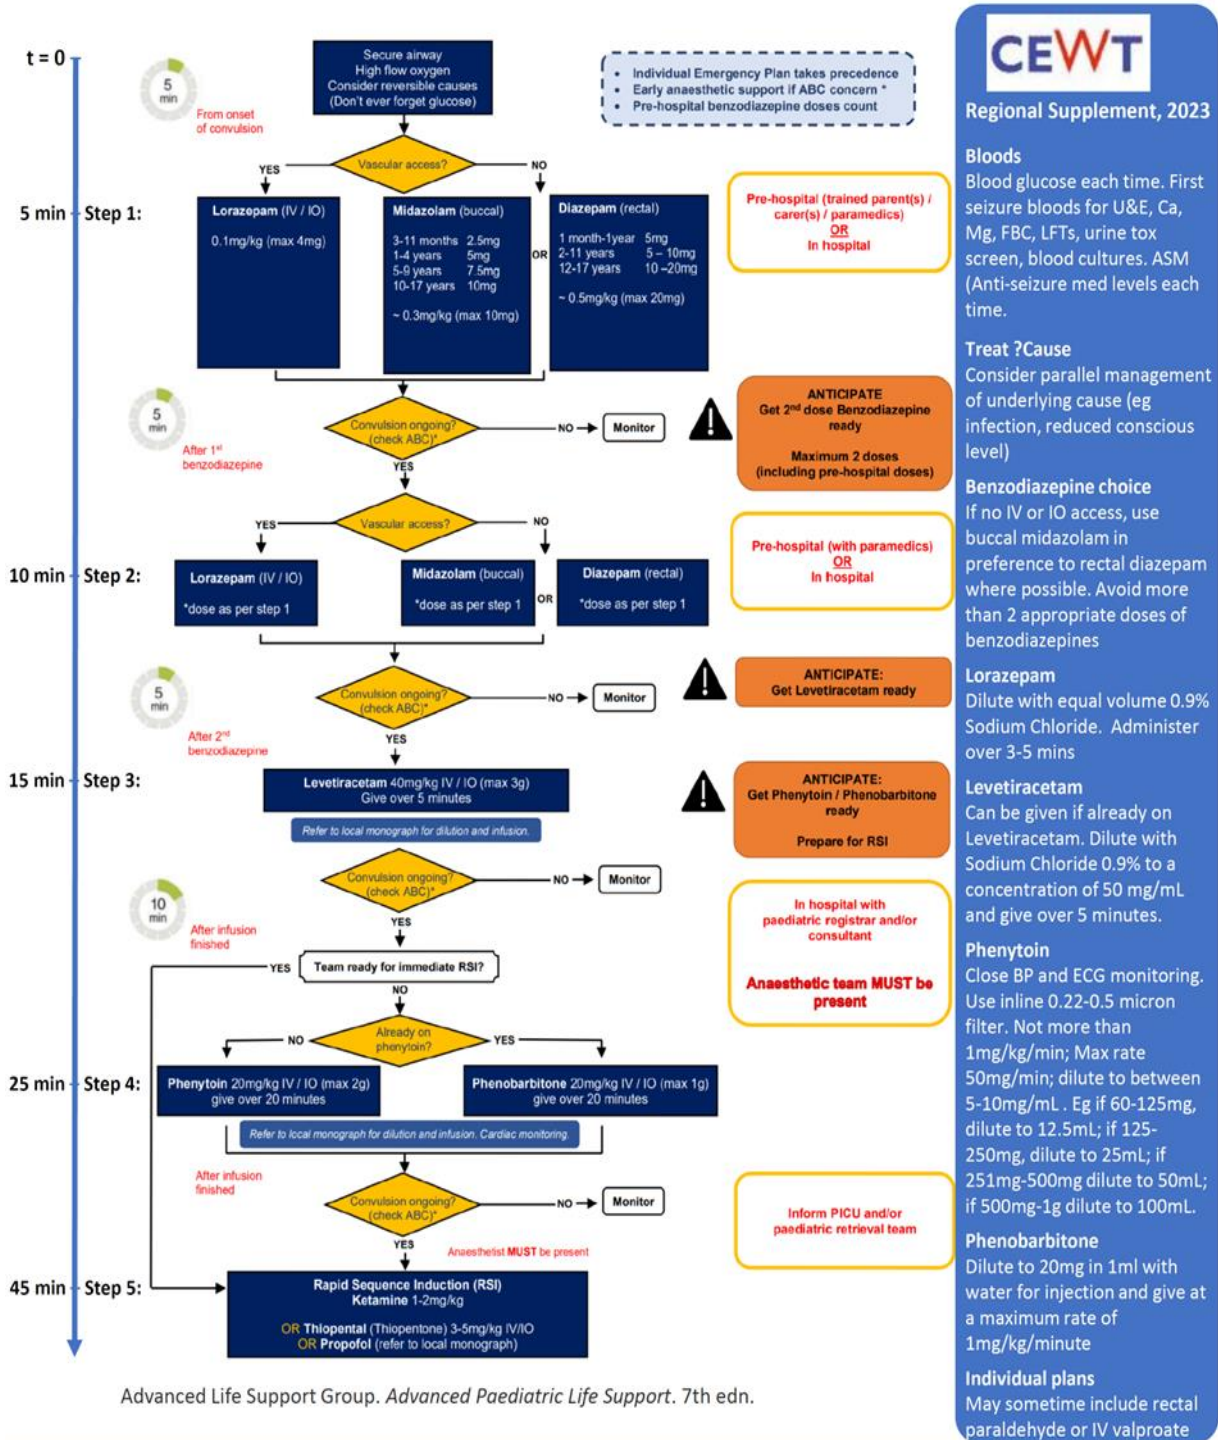 t = 0
5
min
From onset
of convulsion
Secure airway
High flow oxygen
Consider reversible causes
(Don't ever forget glucose)
• Individual Emergency Plan takes precedence
• Early anaesthetic support if ABC concern *
• Pre-hospital benzodiazepine doses count
Vascular access?
YES
NO
5 min
Step 1:
Lorazepam (IV / IO)
0.1mg/kg (max 4mg)
Midazolam (buccal)
3-11 months 2.5mg
1-4 years 5mg
5-9 years 7.5mg
10-17 years 10mg
~ 0.3mg/kg (max 10mg)
OR
Diazepam (rectal)
1 month-1year 5mg
2-11 years 5 – 10mg
12-17 years 10 –20mg
~ 0.5mg/kg (max 20mg)
Pre-hospital (trained parent(s) /
carer(s) / paramedics)
OR
In hospital
5
min
After 1st
benzodiazepine
Convulsion ongoing?
(check ABC)*
NO
Monitor
YES
ANTICIPATE
Get 2nd dose Benzodiazepine
ready
Maximum 2 doses
(including pre-hospital doses)
Vascular access?
YES
NO
10 min
Step 2:
Lorazepam (IV / IO)
*dose as per step 1
Midazolam (buccal)
*dose as per step 1
OR
Diazepam (rectal)
*dose as per step 1
Pre-hospital (with paramedics)
OR
In hospital
5
min
After 2nd
benzodiazepine
Convulsion ongoing?
(check ABC)*
NO
Monitor
YES
ANTICIPATE:
Get Levetiracetam ready
15 min
Step 3:
Levetiracetam 40mg/kg IV / IO (max 3g)
Give over 5 minutes
Refer to local monograph for dilution and infusion.
ANTICIPATE:
Get Phenytoin / Phenobarbitone
ready
Prepare for RSI
10
min
After infusion
finished
Convulsion ongoing?
(check ABC)*
NO
Monitor
YES
In hospital with
paediatric registrar and/or
consultant
Anaesthetic team MUST be
present
YES
Team ready for immediate RSI?
NO
Already on
phenytoin?
NO
YES
25 min
Step 4:
Phenytoin 20mg/kg IV / IO (max 2g)
give over 20 minutes
Phenobarbitone 20mg/kg IV / IO (max 1g)
give over 20 minutes
Refer to local monograph for dilution and infusion. Cardiac monitoring.
After infusion
finished
Convulsion ongoing?
(check ABC)*
NO
Monitor
YES
Anaesthetist MUST be present
Inform PICU and/or
paediatric retrieval team
45 min
Step 5:
Rapid Sequence Induction (RSI)
Ketamine 1-2mg/kg
OR Thiopental (Thiopentone) 3-5mg/kg IV/IO
OR Propofol (refer to local monograph)
Advanced Life Support Group. Advanced Paediatric Life Support. 7th edn.
CEWT
Regional Supplement, 2023
Bloods
Blood glucose each time. First
seizure bloods for U&E, Ca,
Mg, FBC, LFTs, urine tox
screen, blood cultures. ASM
(Anti-seizure med levels each
time.
Treat ?Cause
Consider parallel management
of underlying cause (eg
infection, reduced conscious
level)
Benzodiazepine choice
If no IV or IO access, use
buccal midazolam in
preference to rectal diazepam
where possible. Avoid more
than 2 appropriate doses of
benzodiazepines
Lorazepam
Dilute with equal volume 0.9%
Sodium Chloride. Administer
over 3-5 mins
Levetiracetam
Can be given if already on
Levetiracetam. Dilute with
Sodium Chloride 0.9% to a
concentration of 50 mg/mL
and give over 5 minutes.
Phenytoin
Close BP and ECG monitoring.
Use inline 0.22-0.5 micron
filter. Not more than
1mg/kg/min; Max rate
50mg/min; dilute to between
5-10mg/mL . Eg if 60-125mg,
dilute to 12.5mL; if 125-
250mg, dilute to 25mL; if
251mg-500mg dilute to 50mL;
if 500mg-1g dilute to 100mL.
Phenobarbitone
Dilute to 20mg in 1ml with
water for injection and give at
a maximum rate of
1mg/kg/minute
Individual plans
May sometime include rectal
paraldehyde or IV valproate